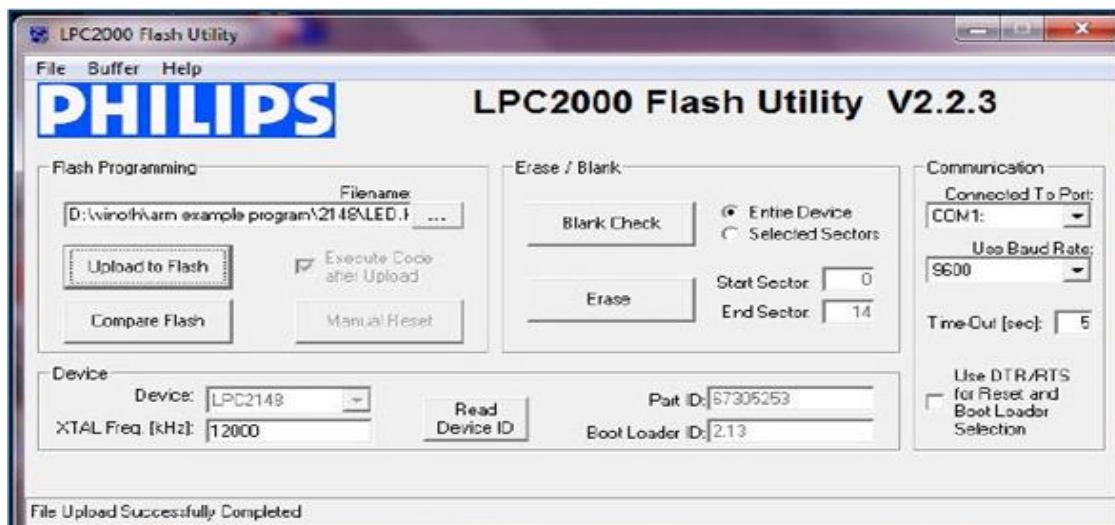 LPC2000 Flash Utility
File Buffer Help
PHILIPS
LPC2000 Flash Utility V2.2.3
Flash Programming
Filename:
D:\vinoth\arm example program\2148\LED.H
...
Upload to Flash
Execute Code
after Upload
Compare Flash
Manual Reset
Erase / Blank
Blank Check
Entire Device
Selected Sectors
Erase
Start Sector: 0
End Sector: 14
Communication
Connected To Port:
COM1:
Use Baud Rate:
9600
Time-Out [sec]: 5
Use DTR/RTS
for Reset and
Boot Loader
Selection
Device
Device: LPC2148
XTAL Freq. [kHz]: 12000
Read
Device ID
Part ID: 67305253
Boot Loader ID: 2.13
File Upload Successfully Completed